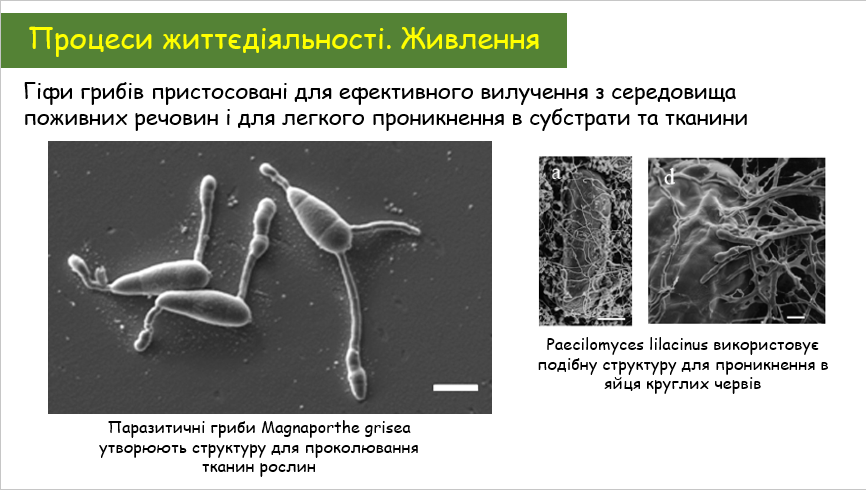 Процеси життєдіяльності. Живлення
Гіфи грибів пристосовані для ефективного вилучення з середовища
поживних речовин і для легкого проникнення в субстрати та тканини
a
d
Paecilomyces lilacinus використовує
подібну структуру для проникнення в
яйця круглих червів
Паразитичні гриби Magnaporthe grisea
утворюють структуру для проколювання
тканин рослин